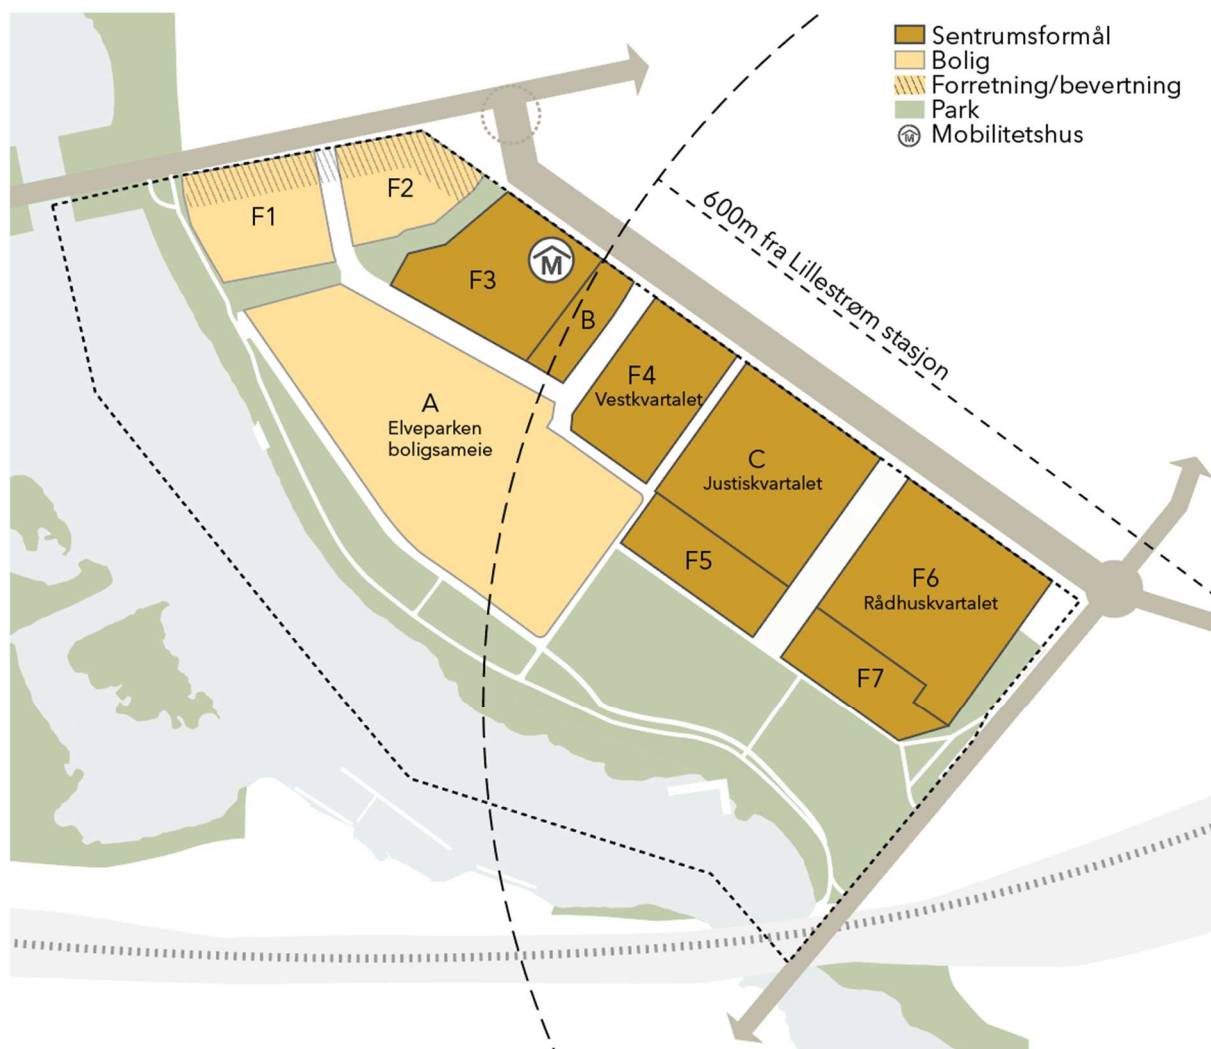 Sentrumsformål
Bolig
Forretning/bevertning
Park
M
Mobilitetshus
600m fra Lillestrøm stasjon
F1
F2
F3
M
B
F4
Vestkvartalet
A
Elveparken
boligsameie
C
Justiskvartalet
F5
F6
Rådhuskvartalet
F7